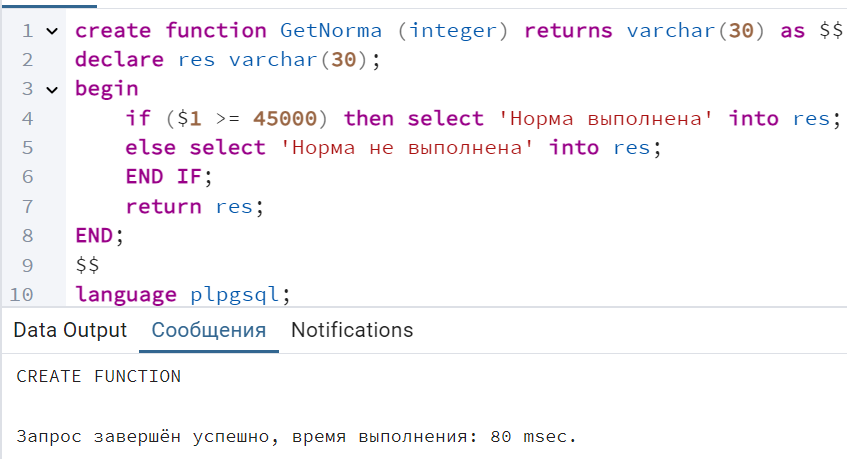 1 create function GetNorma (integer) returns varchar(30) as $$
2 declare res varchar(30);
3 begin
4 if ($1 >= 45000) then select 'Норма выполнена' into res;
5 else select 'Норма не выполнена' into res;
6 END IF;
7 return res;
8 END;
9 $$
10 language plpgsql;
Data Output Сообщения Notifications
CREATE FUNCTION
Запрос завершён успешно, время выполнения: 80 msec.